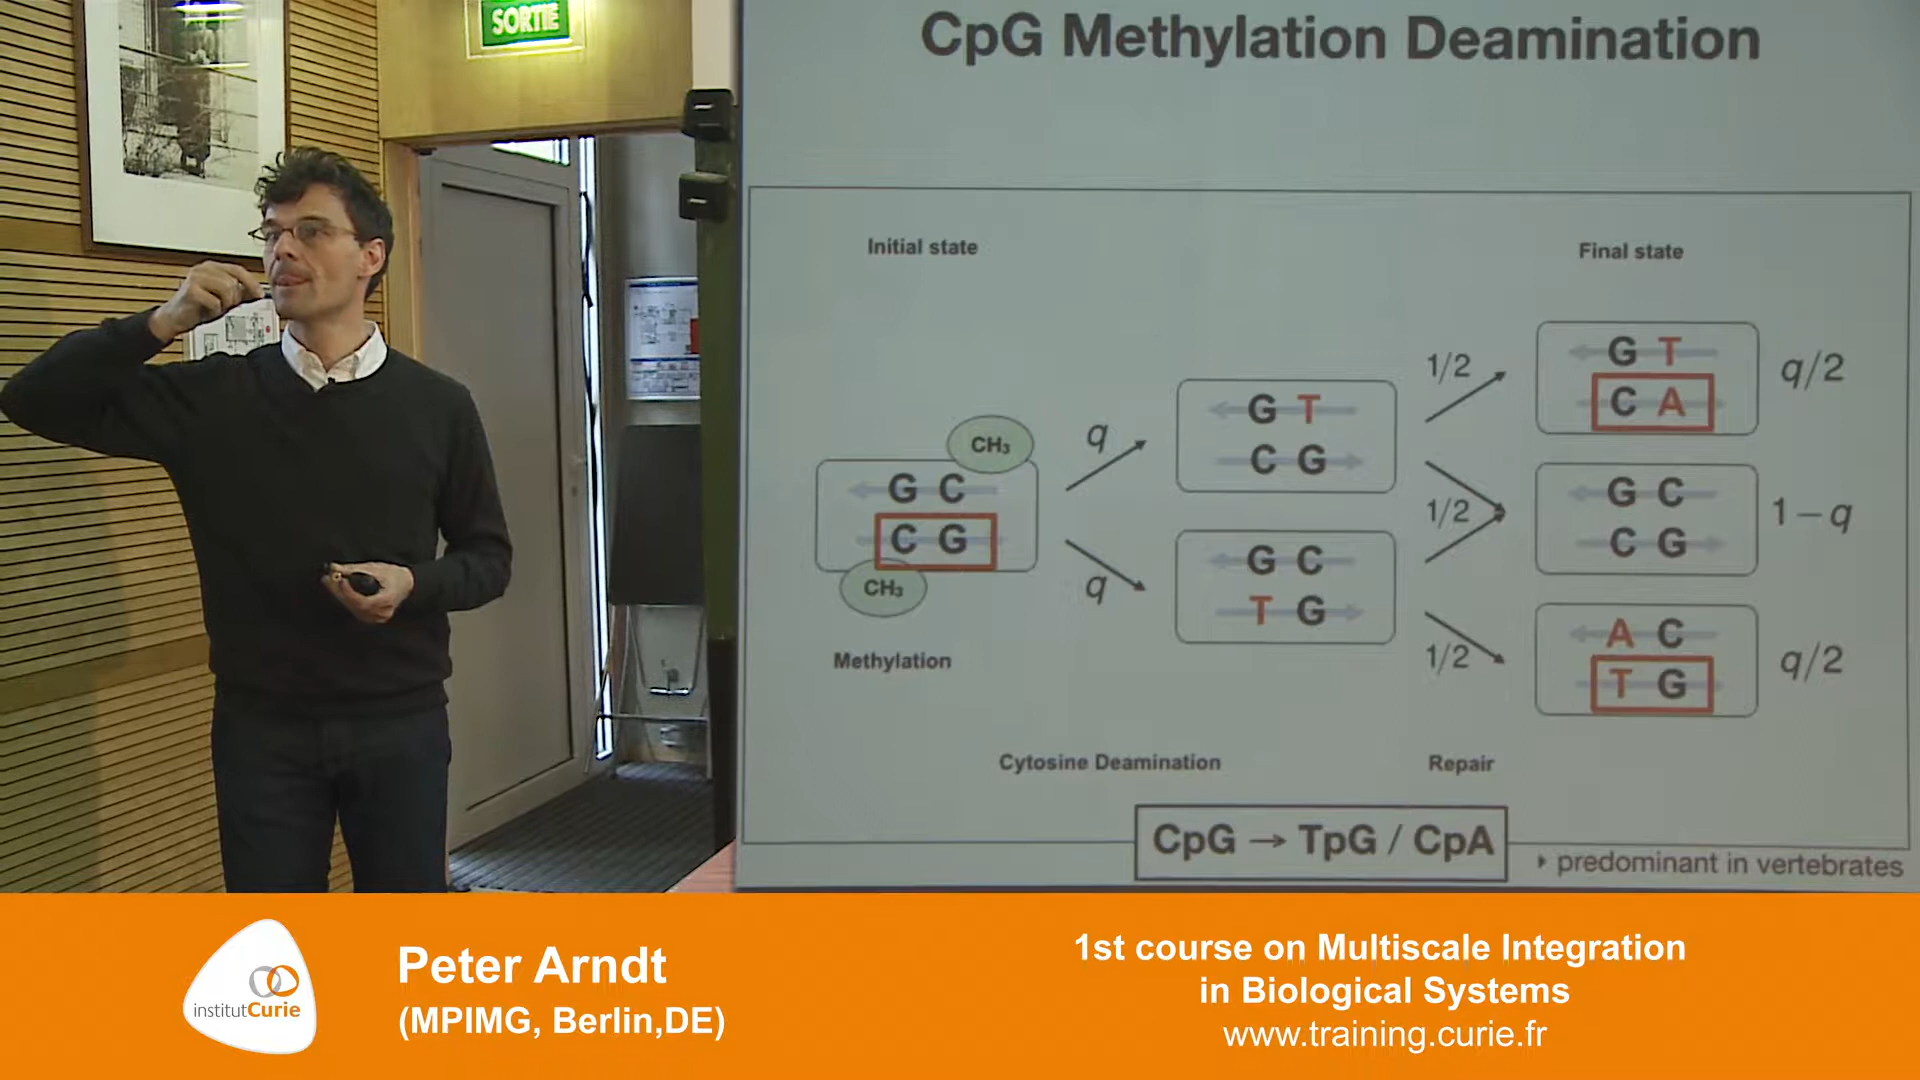 SORTIE
CpG Methylation Deamination
Initial state
Final state
CH₃
G C
C G
CH₃
Methylation
q
q
G T
C G
G C
T G
Cytosine Deamination
1/2
1/2
1/2
Repair
G T
C A
q/2
G C
C G
1−q
A C
T G
q/2
CpG → TpG / CpA
predominant in vertebrates
institutCurie
Peter Arndt
(MPIMG, Berlin,DE)
1st course on Multiscale Integration
in Biological Systems
www.training.curie.fr